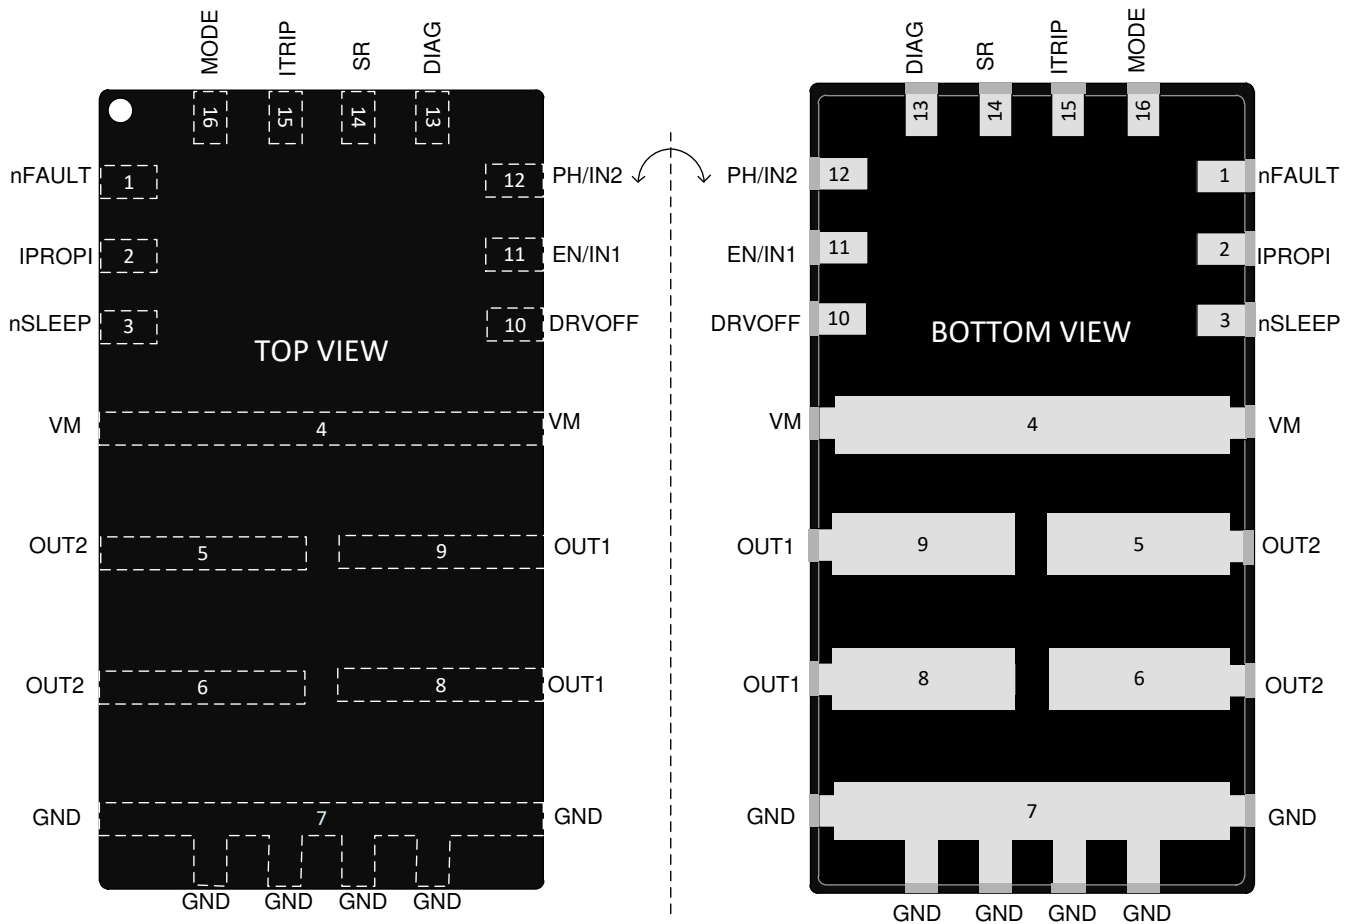 MODE ITRIP SR DIAG
16 15 14 13
nFAULT 1 12 PH/IN2
IPROPI 2 11 EN/IN1
nSLEEP 3 10 DRVOFF
TOP VIEW
VM 4 VM
OUT2 5 9 OUT1
OUT2 6 8 OUT1
GND 7 GND
GND GND GND GND
DIAG SR ITRIP MODE
13 14 15 16
PH/IN2 12 1 nFAULT
EN/IN1 11 2 IPROPI
DRVOFF 10 3 nSLEEP
BOTTOM VIEW
VM 4 VM
OUT1 9 5 OUT2
OUT1 8 6 OUT2
GND 7 GND
GND GND GND GND